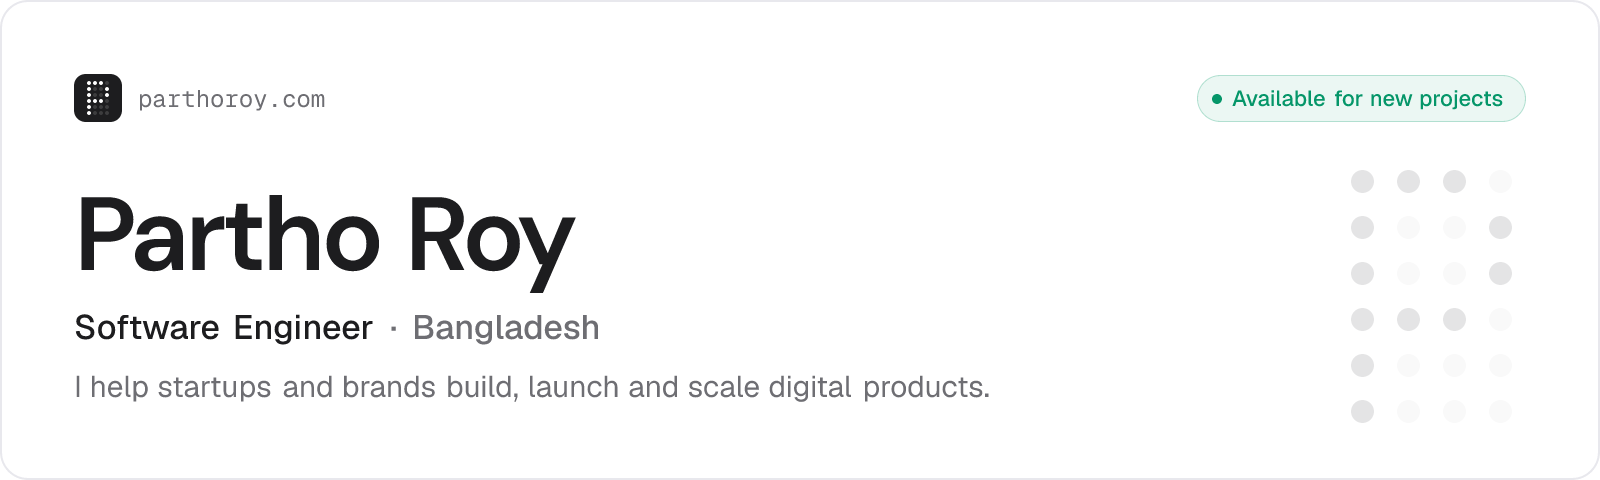 parthoroy.com
Available for new projects
Partho Roy
Software Engineer · Bangladesh
I help startups and brands build, launch and scale digital products.